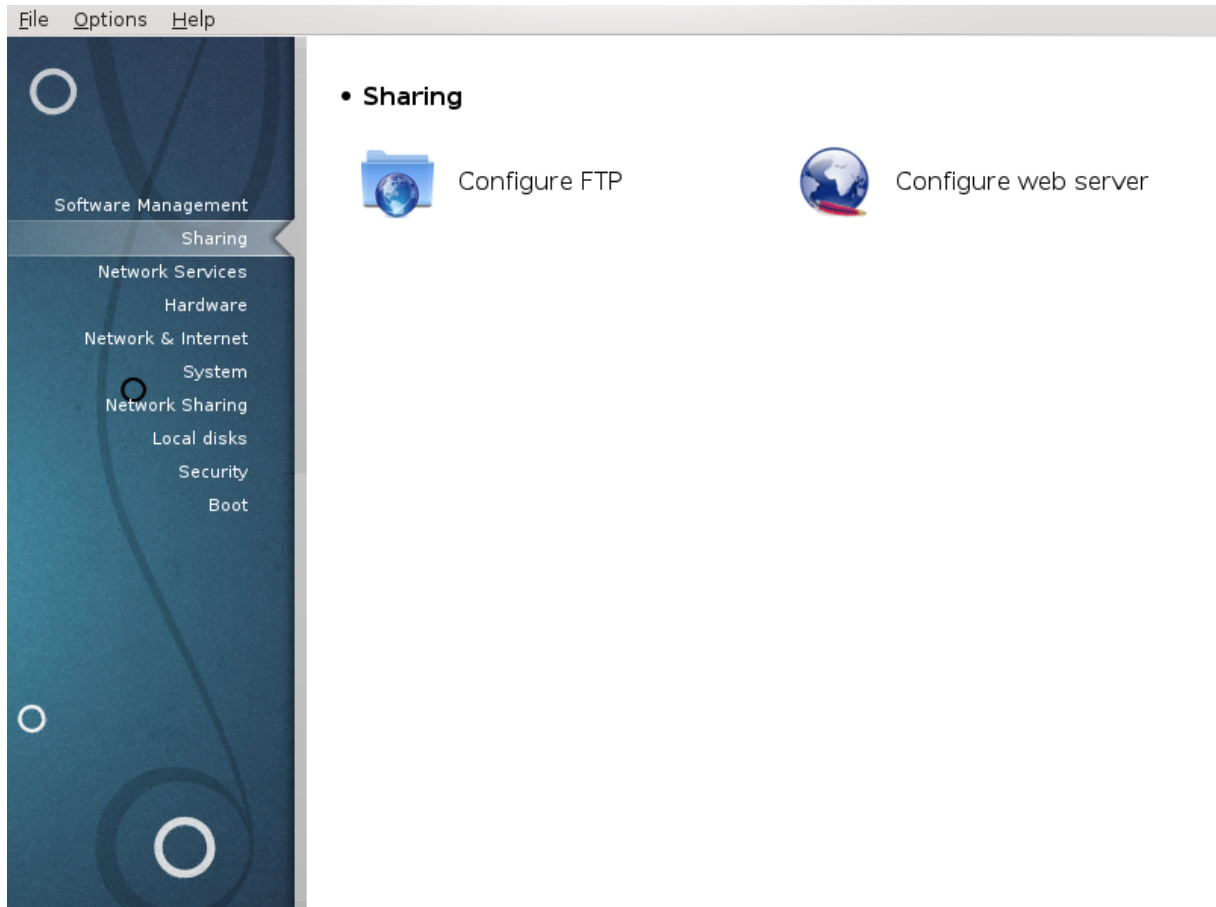 File Options Help
Software Management
Sharing
Network Services
Hardware
Network & Internet
System
Network Sharing
Local disks
Security
Boot
• Sharing
Configure FTP
Configure web server